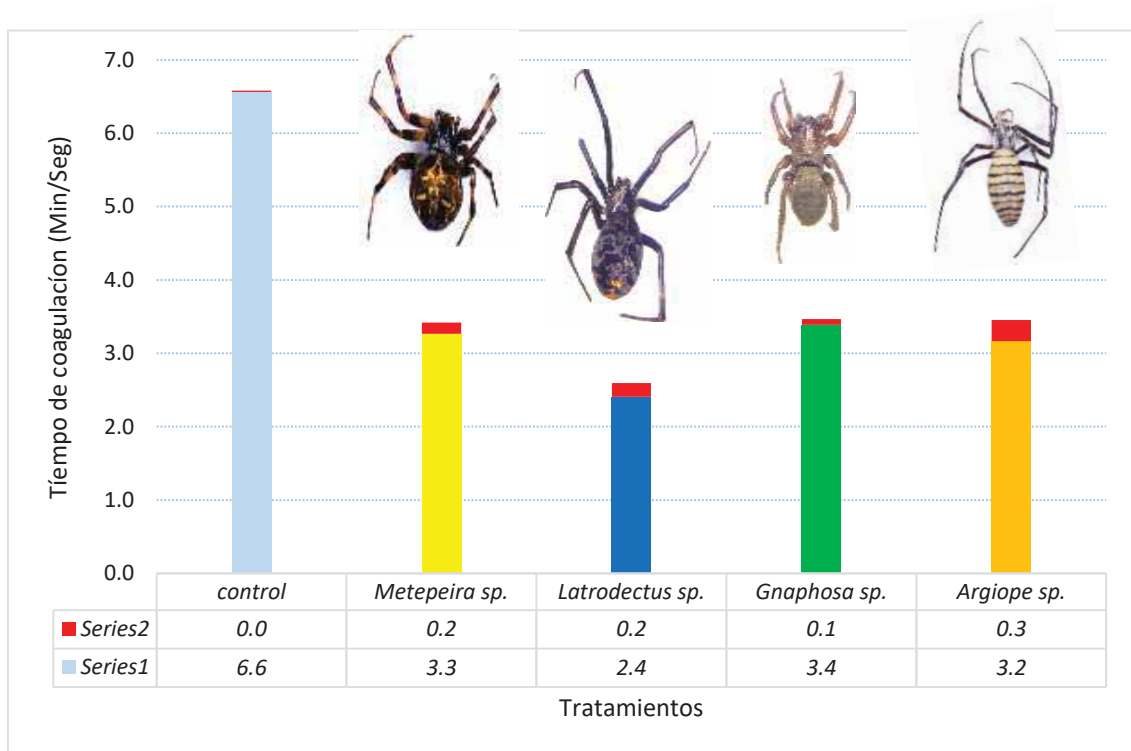 7.0
6.0
5.0
4.0
3.0
2.0
1.0
0.0
Tíempo de coagulacíon (Min/Seg)
control Metepeira sp. Latrodectus sp. Gnaphosa sp. Argiope sp.
Series2 0.0 0.2 0.2 0.1 0.3
Series1 6.6 3.3 2.4 3.4 3.2
Tratamientos